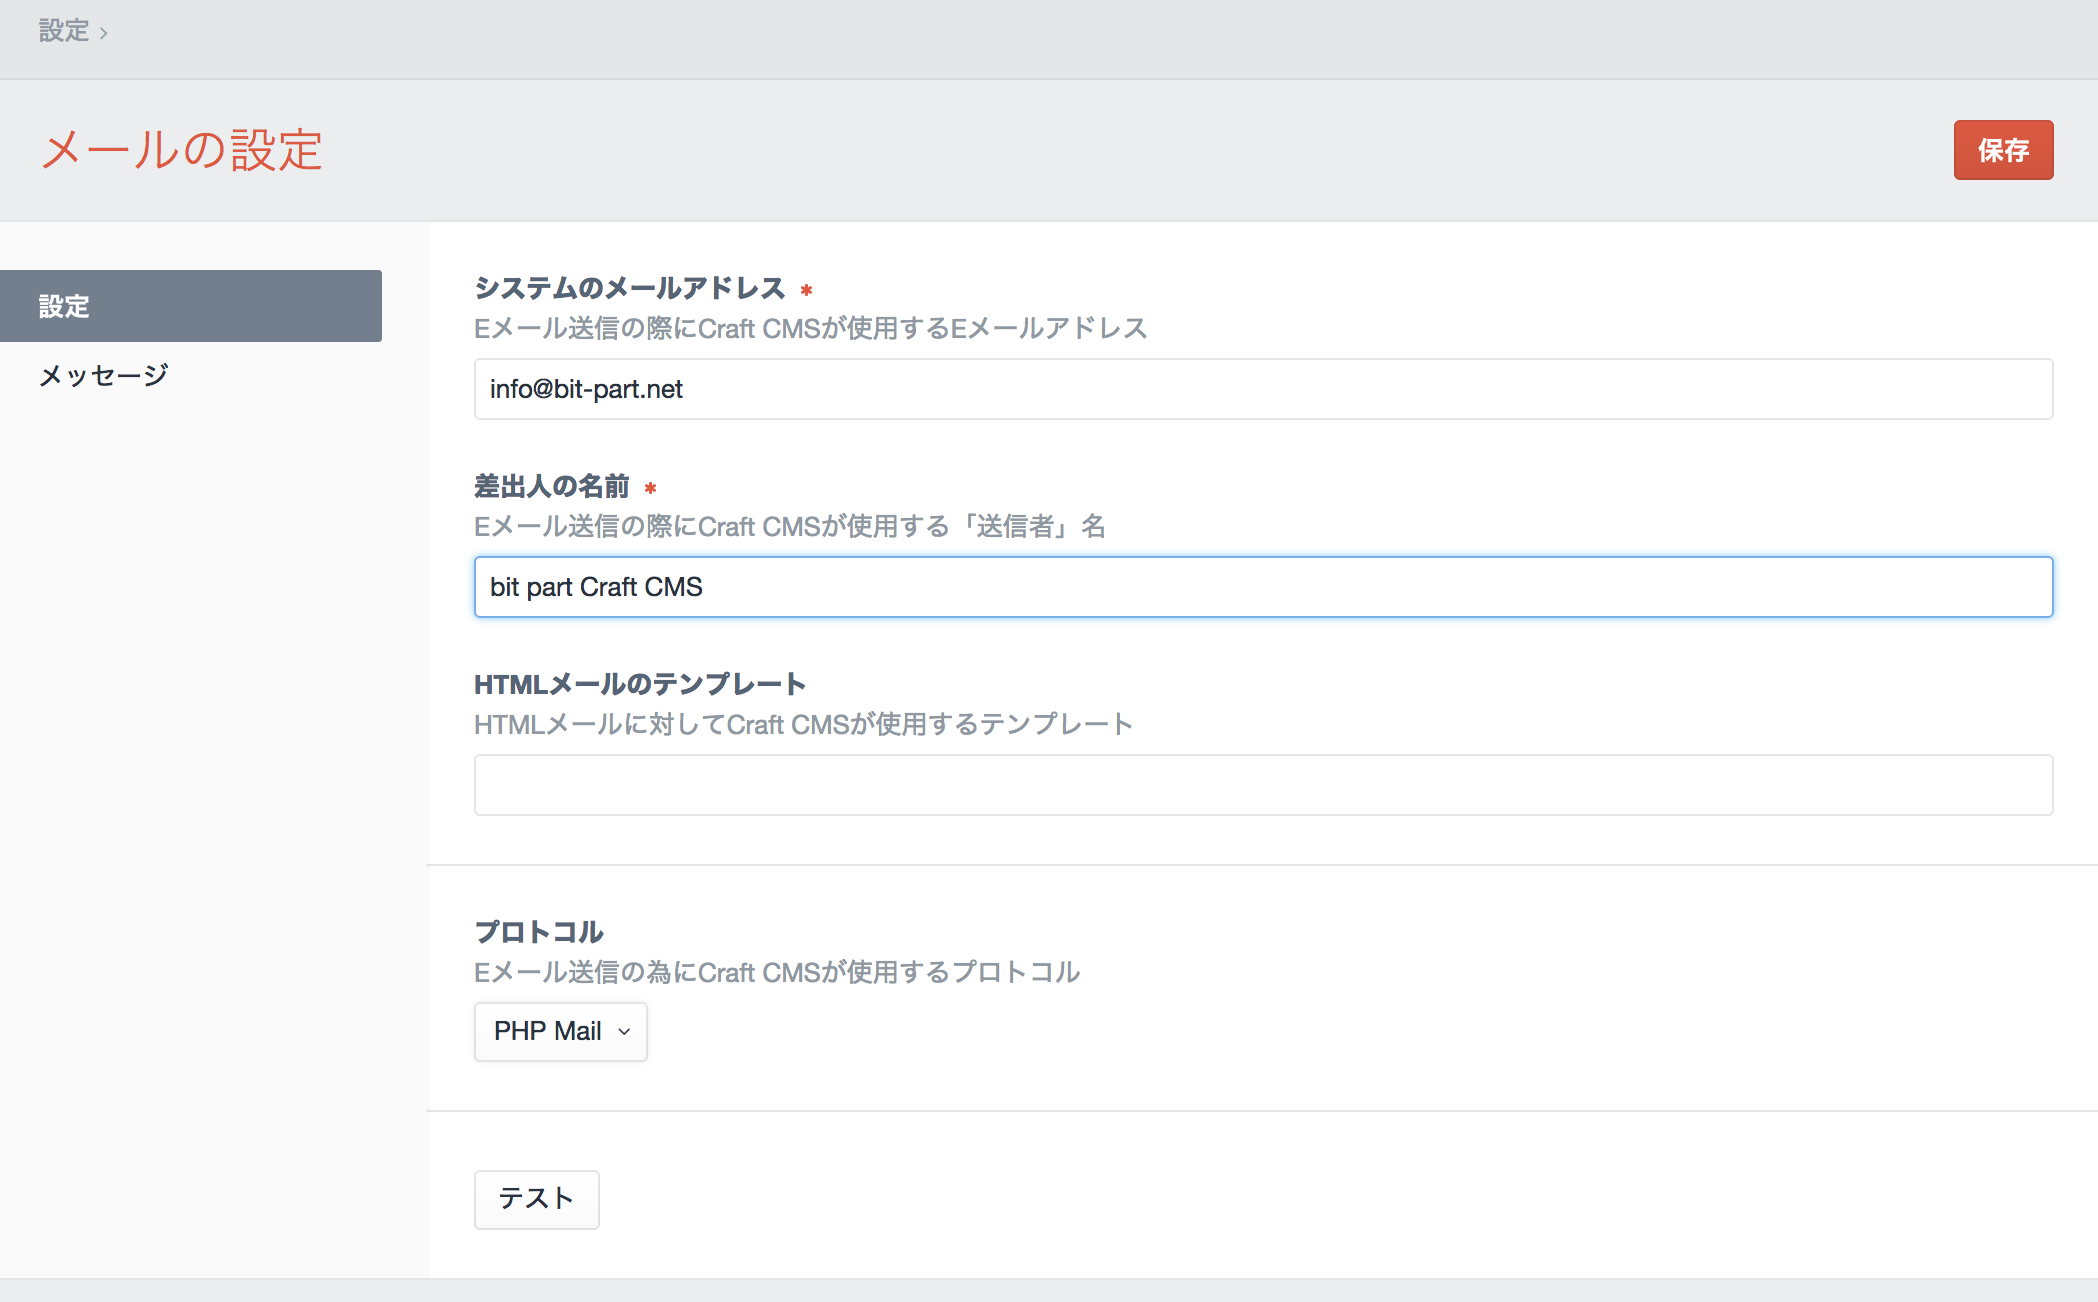 設定 ›
メールの設定
保存
設定
メッセージ
システムのメールアドレス *
Eメール送信の際にCraft CMSが使用するEメールアドレス
info@bit-part.net
差出人の名前 *
Eメール送信の際にCraft CMSが使用する「送信者」名
bit part Craft CMS
HTMLメールのテンプレート
HTMLメールに対してCraft CMSが使用するテンプレート
プロトコル
Eメール送信の為にCraft CMSが使用するプロトコル
PHP Mail
テスト